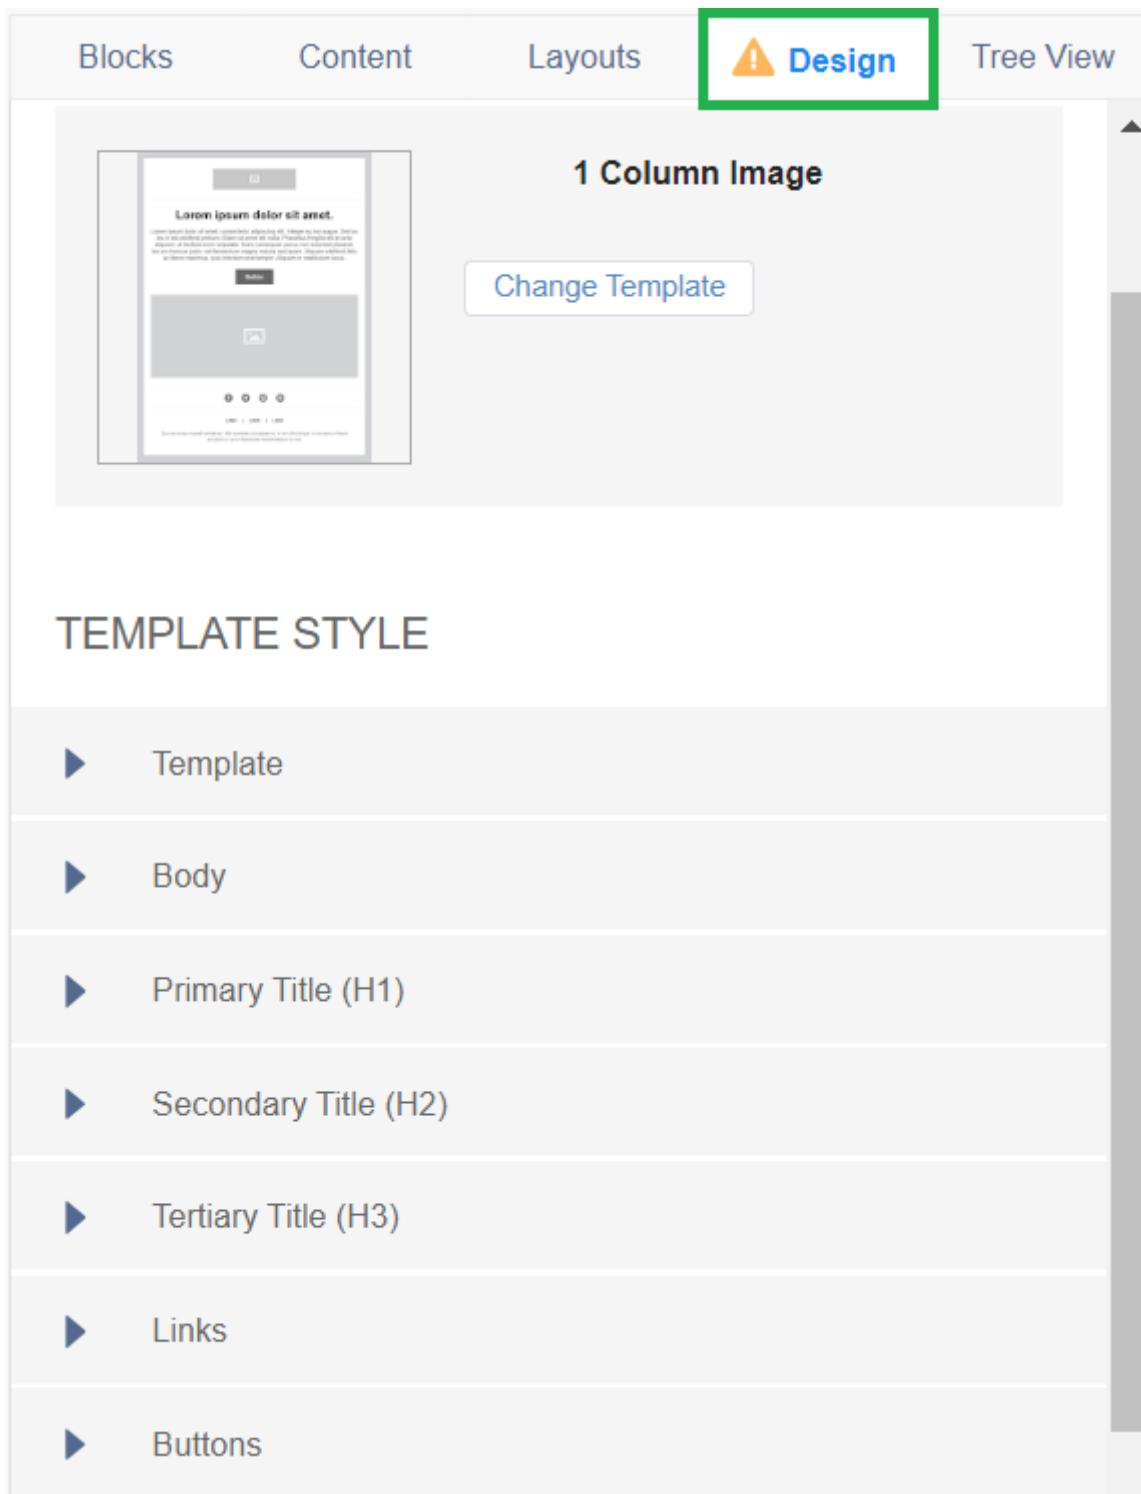 Blocks Content Layouts Design Tree View
1 Column Image
Lorem ipsum dolor sit amet.
Button
Change Template
TEMPLATE STYLE
Template
Body
Primary Title (H1)
Secondary Title (H2)
Tertiary Title (H3)
Links
Buttons